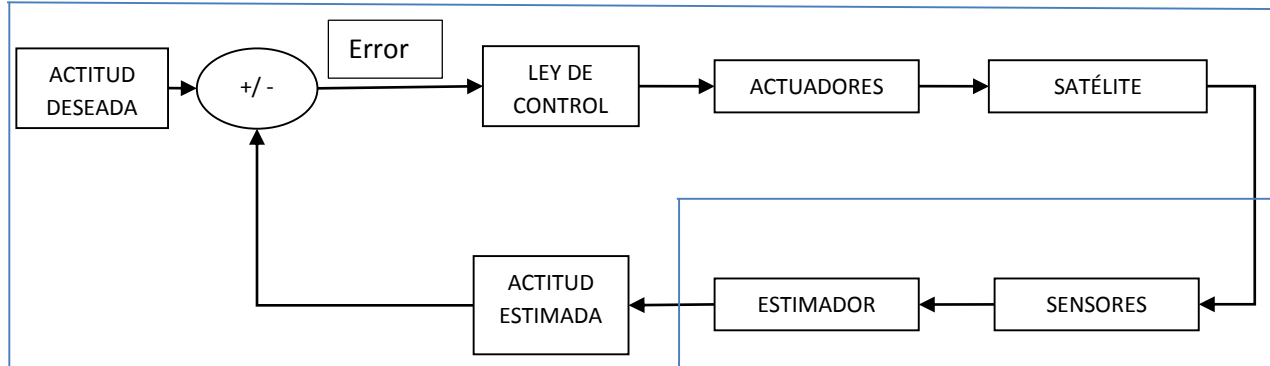 ACTITUD
DESEADA
+/ -
Error
LEY DE
CONTROL
ACTUADORES
SATÉLITE
ACTITUD
ESTIMADA
ESTIMADOR
SENSORES